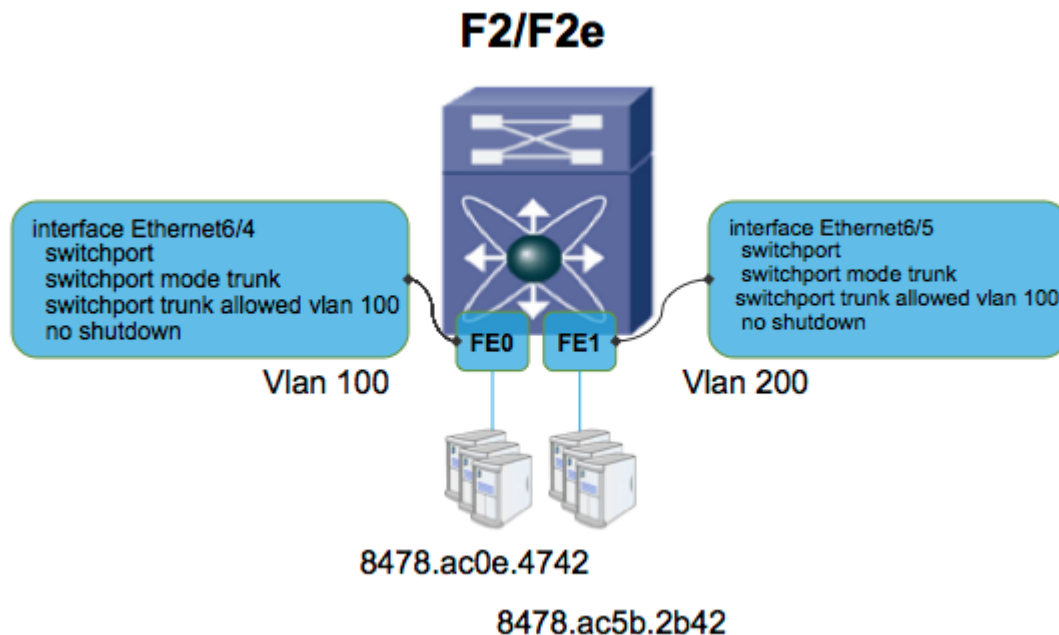 F2/F2e
interface Ethernet6/4
switchport
switchport mode trunk
switchport trunk allowed vlan 100
no shutdown
interface Ethernet6/5
switchport
switchport mode trunk
switchport trunk allowed vlan 100
no shutdown
FE0
FE1
Vlan 100
Vlan 200
8478.ac0e.4742
8478.ac5b.2b42